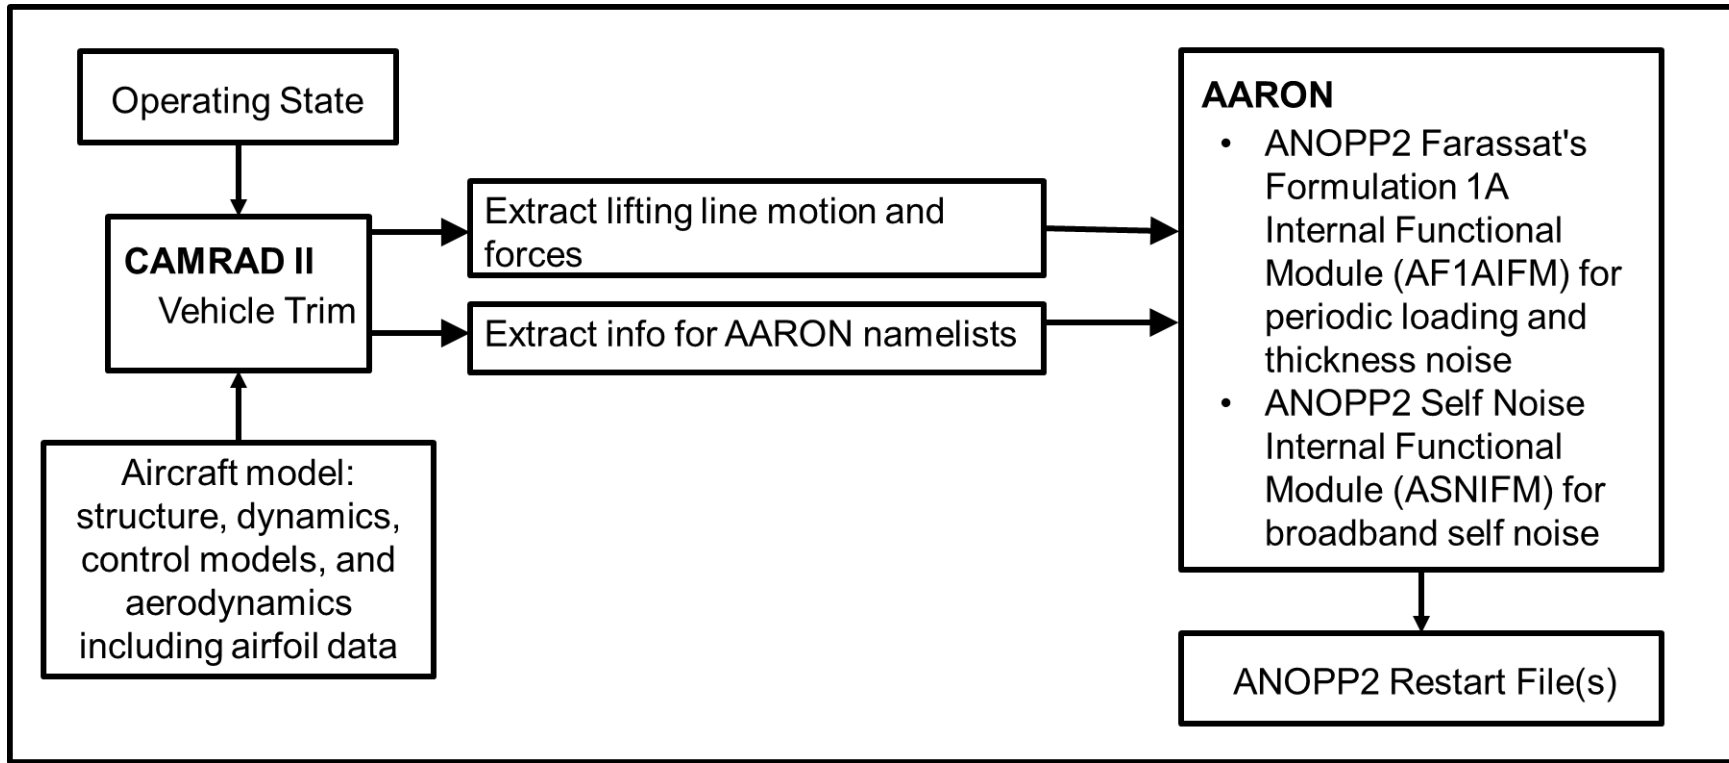 Operating State
CAMRAD II
Vehicle Trim
Aircraft model:
structure, dynamics,
control models, and
aerodynamics
including airfoil data
Extract lifting line motion and
forces
Extract info for AARON namelists
AARON
• ANOPP2 Farassat's
Formulation 1A
Internal Functional
Module (AF1AIFM) for
periodic loading and
thickness noise
• ANOPP2 Self Noise
Internal Functional
Module (ASNIFM) for
broadband self noise
ANOPP2 Restart File(s)